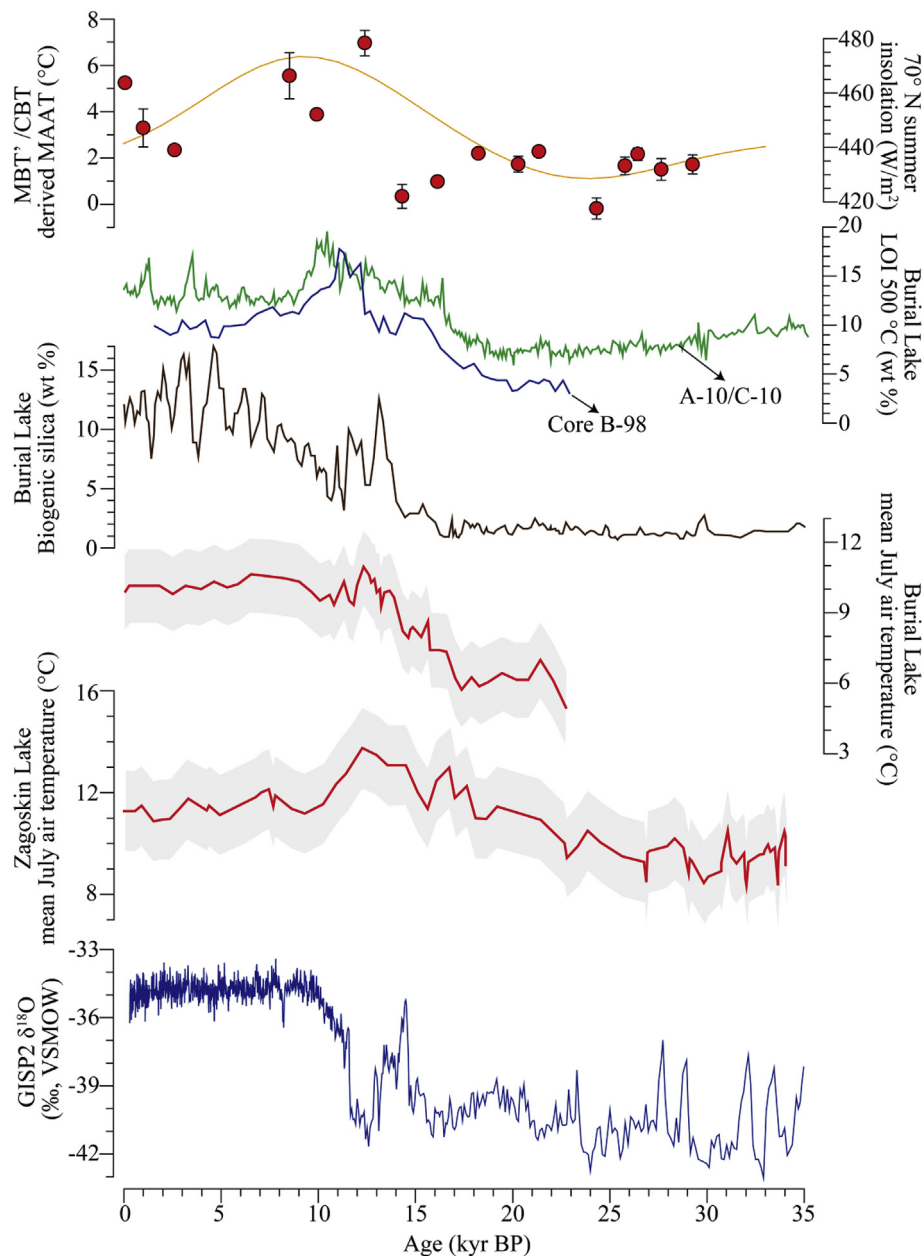 MBT' /CBT
derived MAAT (°C)
8
6
4
2
0
480
460
440
420
70° N summer
insolation (W/m²)
20
15
10
5
0
Burial Lake
LOI 500 °C (wt %)
A-10/C-10
Core B-98
Burial Lake
Biogenic silica (wt %)
15
10
5
0
12
9
6
3
Burial Lake
mean July air temperature (°C)
Zagoskin Lake
mean July air temperature (°C)
16
12
8
GISP2 δ¹⁸O
(‰, VSMOW)
-33
-36
-39
-42
0 5 10 15 20 25 30 35
Age (kyr BP)